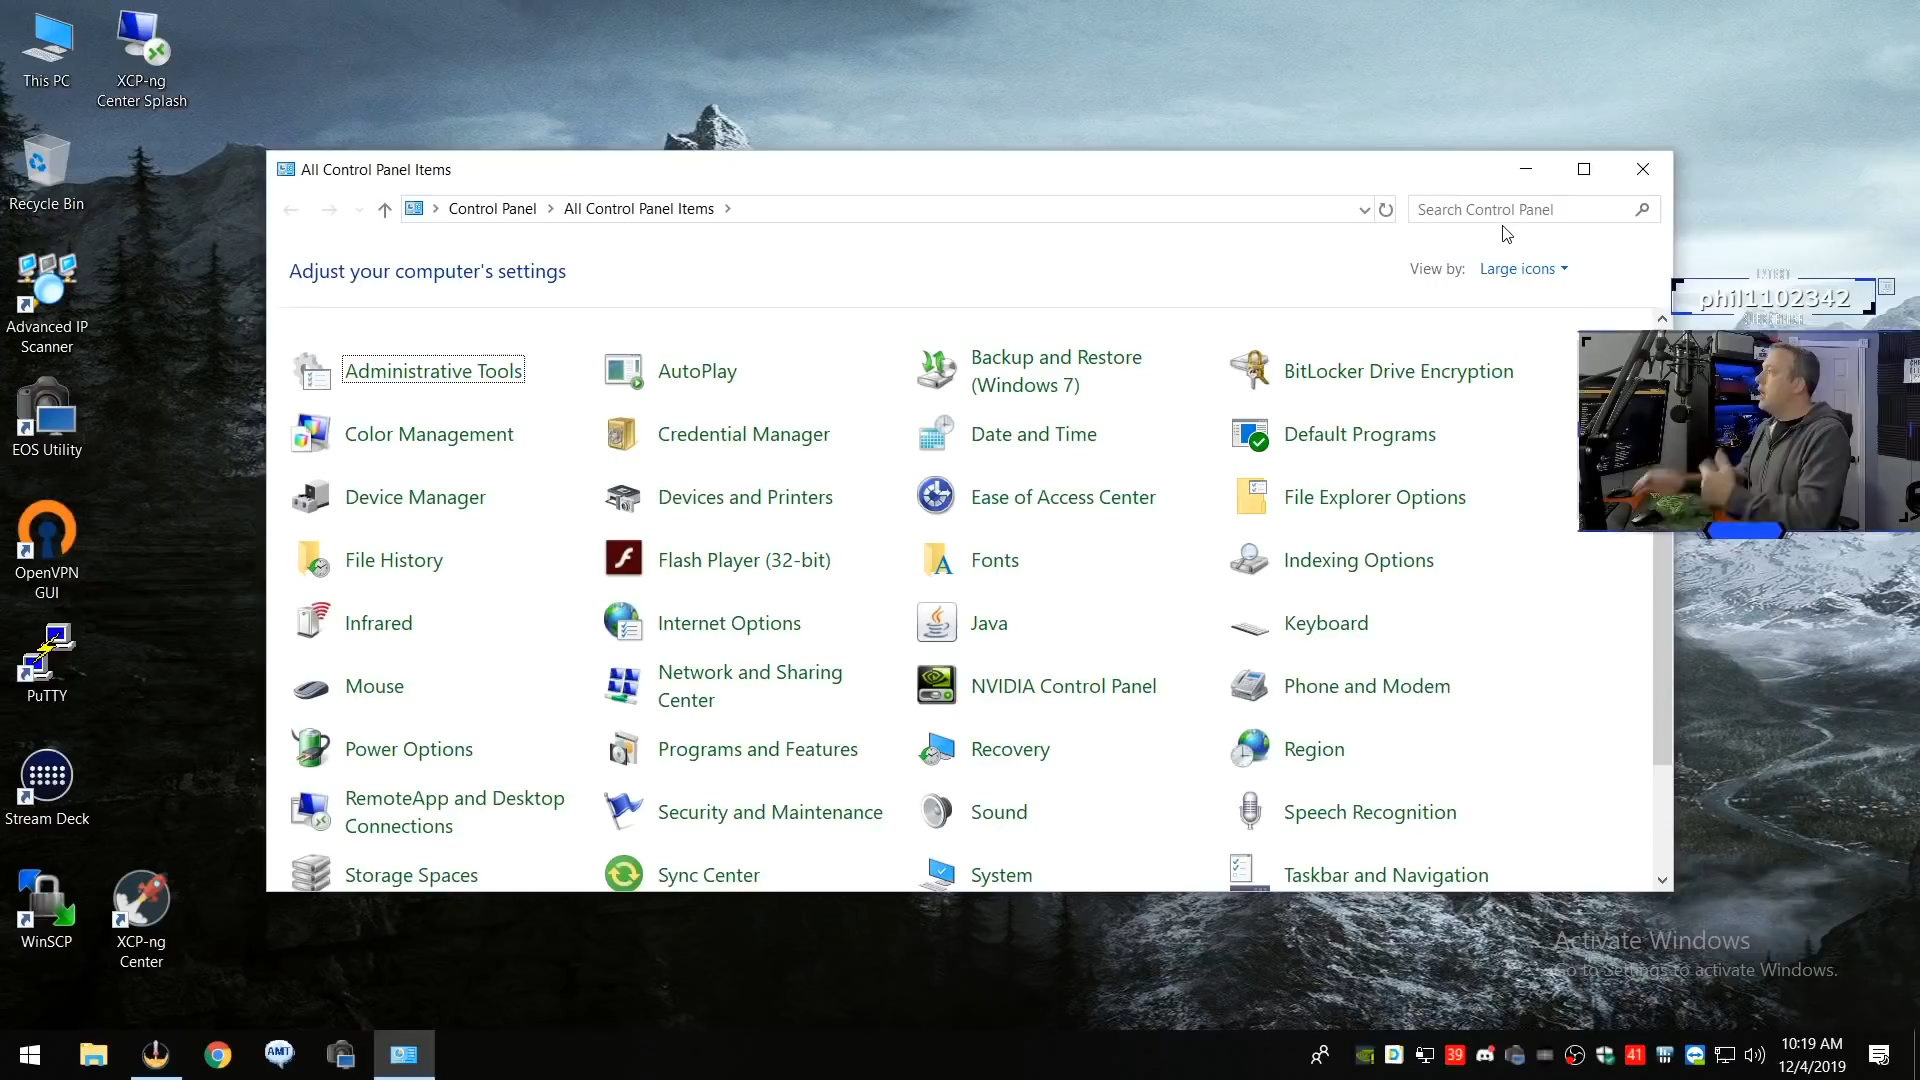 This PC
XCP-ng
Center Splash
Recycle Bin
Advanced IP
Scanner
EOS Utility
OpenVPN
GUI
PuTTY
Stream Deck
WinSCP
XCP-ng
Center
All Control Panel Items
Control Panel
All Control Panel Items
Search Control Panel
Adjust your computer's settings
View by:
Large icons
Administrative Tools
AutoPlay
Backup and Restore
(Windows 7)
BitLocker Drive Encryption
Color Management
Credential Manager
Date and Time
Default Programs
Device Manager
Devices and Printers
Ease of Access Center
File Explorer Options
File History
Flash Player (32-bit)
Fonts
Indexing Options
Infrared
Internet Options
Java
Keyboard
Mouse
Network and Sharing
Center
NVIDIA Control Panel
Phone and Modem
Power Options
Programs and Features
Recovery
Region
RemoteApp and Desktop
Connections
Security and Maintenance
Sound
Speech Recognition
Storage Spaces
Sync Center
System
Taskbar and Navigation
LATEST
phil1102342
SUBSCRIBER
Activate Windows
Go to Settings to activate Windows.
AMT
39
41
10:19 AM
12/4/2019